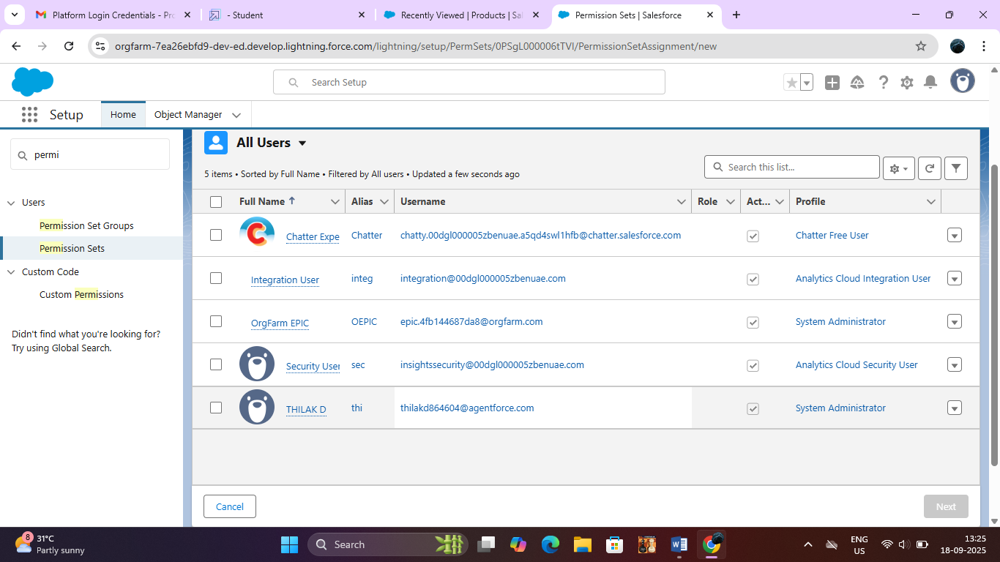 Platform Login Credentials - Pro
- Student
Recently Viewed | Products | Sal
Permission Sets | Salesforce
orgfarm-7ea26ebfd9-dev-ed.develop.lightning.force.com/lightning/setup/PermSets/0PSgL000006tTVI/PermissionSetAssignment/new
Search Setup
Setup
Home
Object Manager
permi
Users
Permission Set Groups
Permission Sets
Custom Code
Custom Permissions
Didn't find what you're looking for?
Try using Global Search.
All Users
5 items • Sorted by Full Name • Filtered by All users • Updated a few seconds ago
Search this list...
Full Name Alias Username Role Act... Profile
Chatter Expe Chatter chatty.00dgl000005zbenuae.a5qd4swl1hfb@chatter.salesforce.com Chatter Free User
Integration User integ integration@00dgl000005zbenuae.com Analytics Cloud Integration User
OrgFarm EPIC OEPIC epic.4fb144687da8@orgfarm.com System Administrator
Security User sec insightssecurity@00dgl000005zbenuae.com Analytics Cloud Security User
THILAK D thi thilakd864604@agentforce.com System Administrator
Cancel
Next
8
31°C
Partly sunny
Search
8
ENG
US
13:25
18-09-2025